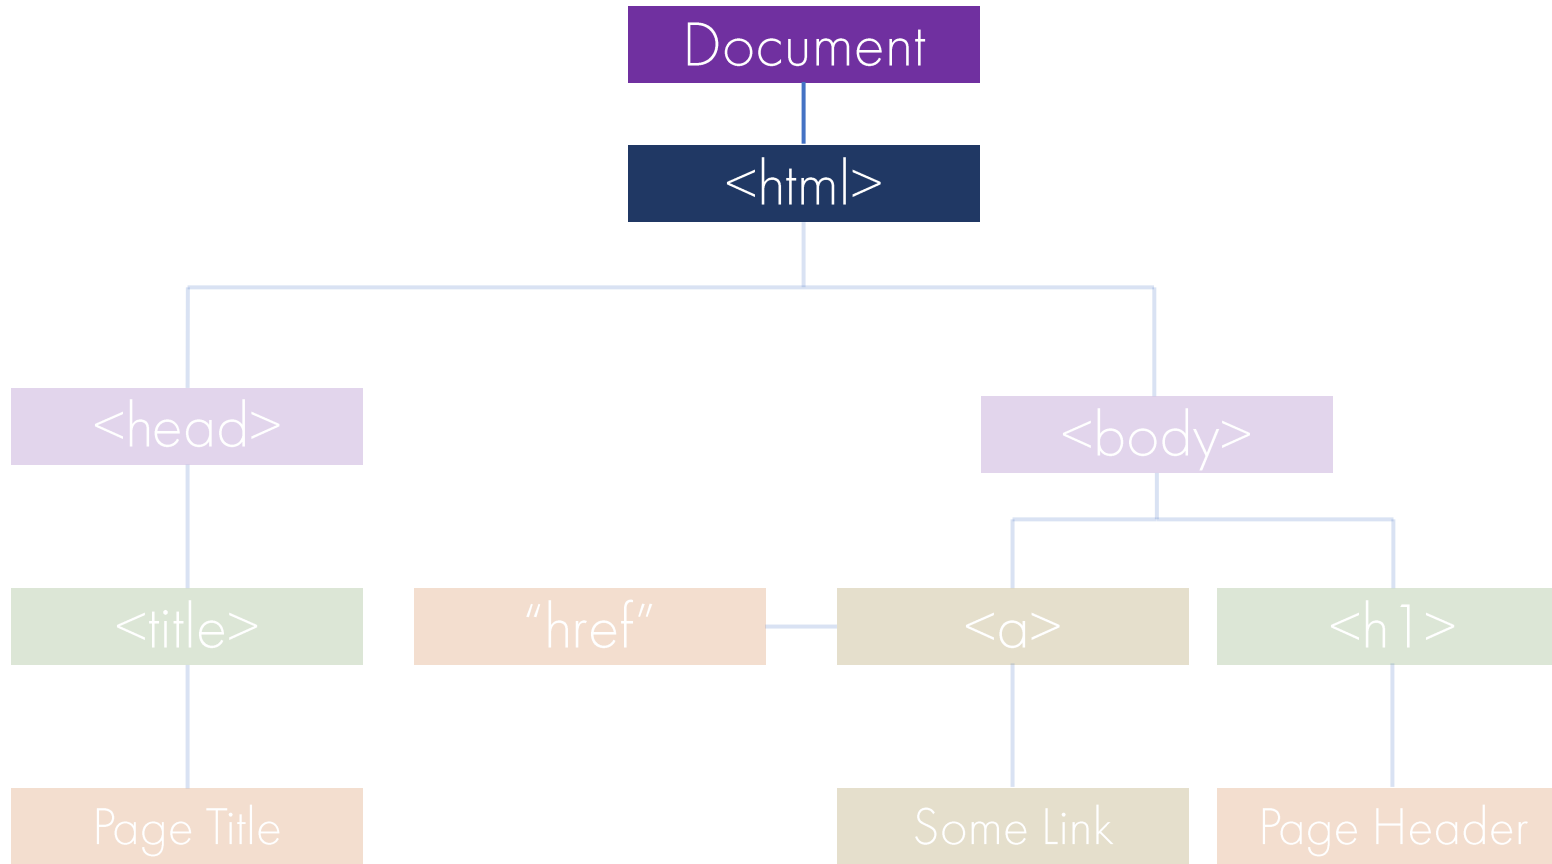 Document
<html>
<head>
<body>
<title>
“href”
<a>
<h1>
Page Title
Some Link
Page Header